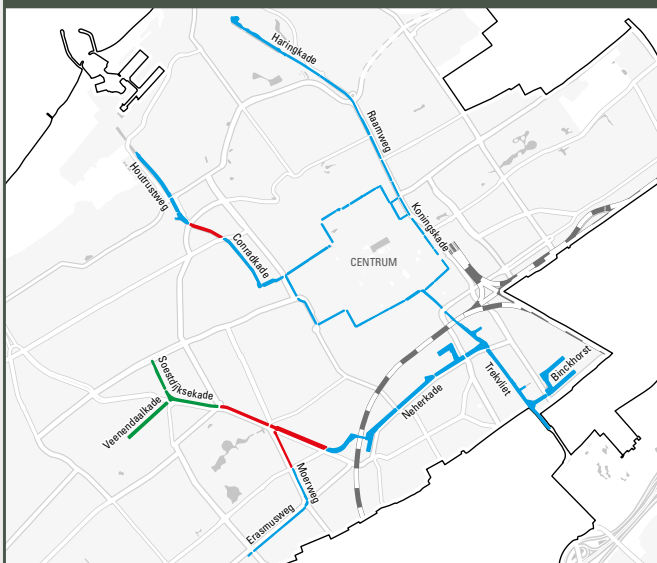 Haringkade
Raamweg
Houtrustweg
Koningskade
Conradkade
CENTRUM
Soestdijksekade
Binckhorst
Trekvliet
Neherkade
Veenendaalkade
Moerweg
Erasmusweg